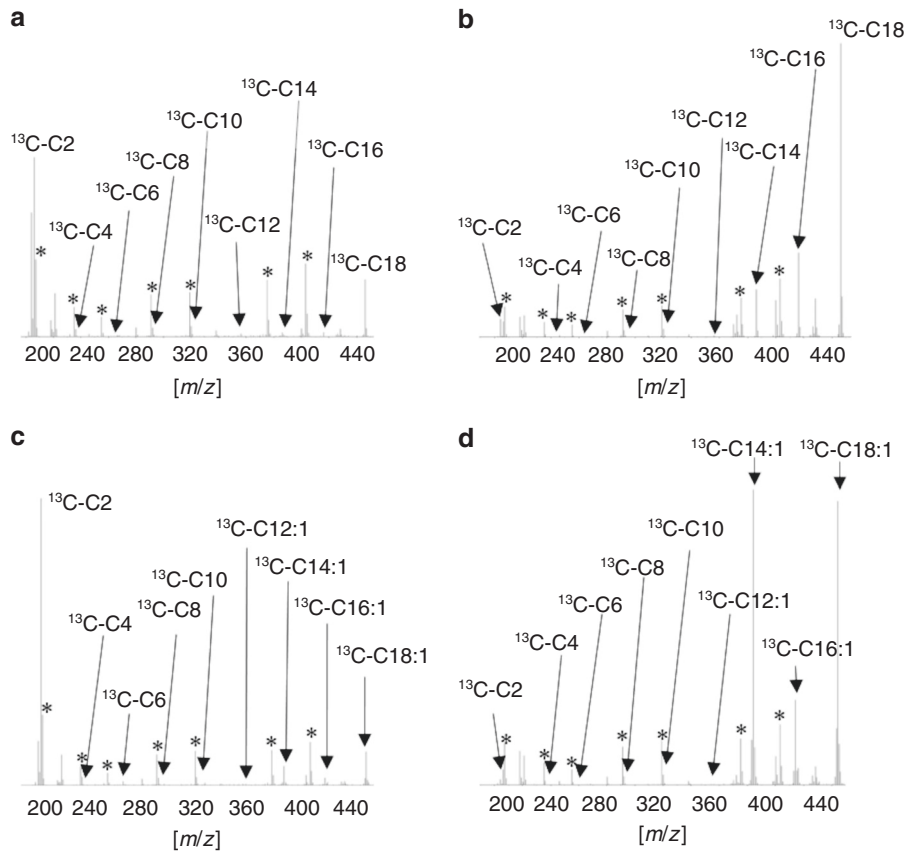 a
¹³C-C2
¹³C-C4
¹³C-C6
¹³C-C8
¹³C-C10
¹³C-C12
¹³C-C14
¹³C-C16
¹³C-C18
* * * * * *
200 240 280 320 360 400 440
[m/z]
b
¹³C-C2
¹³C-C4
¹³C-C6
¹³C-C8
¹³C-C10
¹³C-C12
¹³C-C14
¹³C-C16
¹³C-C18
* * * * * * *
200 240 280 320 360 400 440
[m/z]
c
¹³C-C2
¹³C-C4
¹³C-C6
¹³C-C8
¹³C-C10
¹³C-C12:1
¹³C-C14:1
¹³C-C16:1
¹³C-C18:1
* * * * * * *
200 240 280 320 360 400 440
[m/z]
d
¹³C-C2
¹³C-C4
¹³C-C6
¹³C-C8
¹³C-C10
¹³C-C12:1
¹³C-C14:1
¹³C-C16:1
¹³C-C18:1
* * * * * * *
200 240 280 320 360 400 440
[m/z]